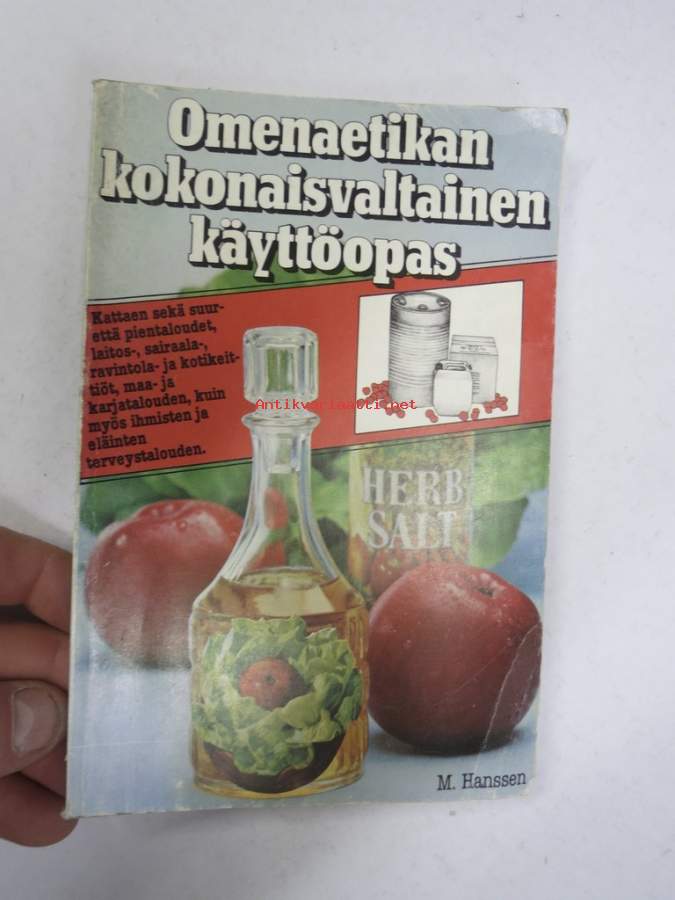 Omenaetikan
kokonaisvaltainen
käyttöopas
Kattaen sekä suur-
että pientaloudet,
laitos-, sairaala-,
ravintola- ja kotikeit-
tiöt, maa- ja
karjatalouden, kuin
myös ihmisten ja
eläinten
terveystalouden.
Antikvariaatti.net
HERB
SALT
M. Hanssen